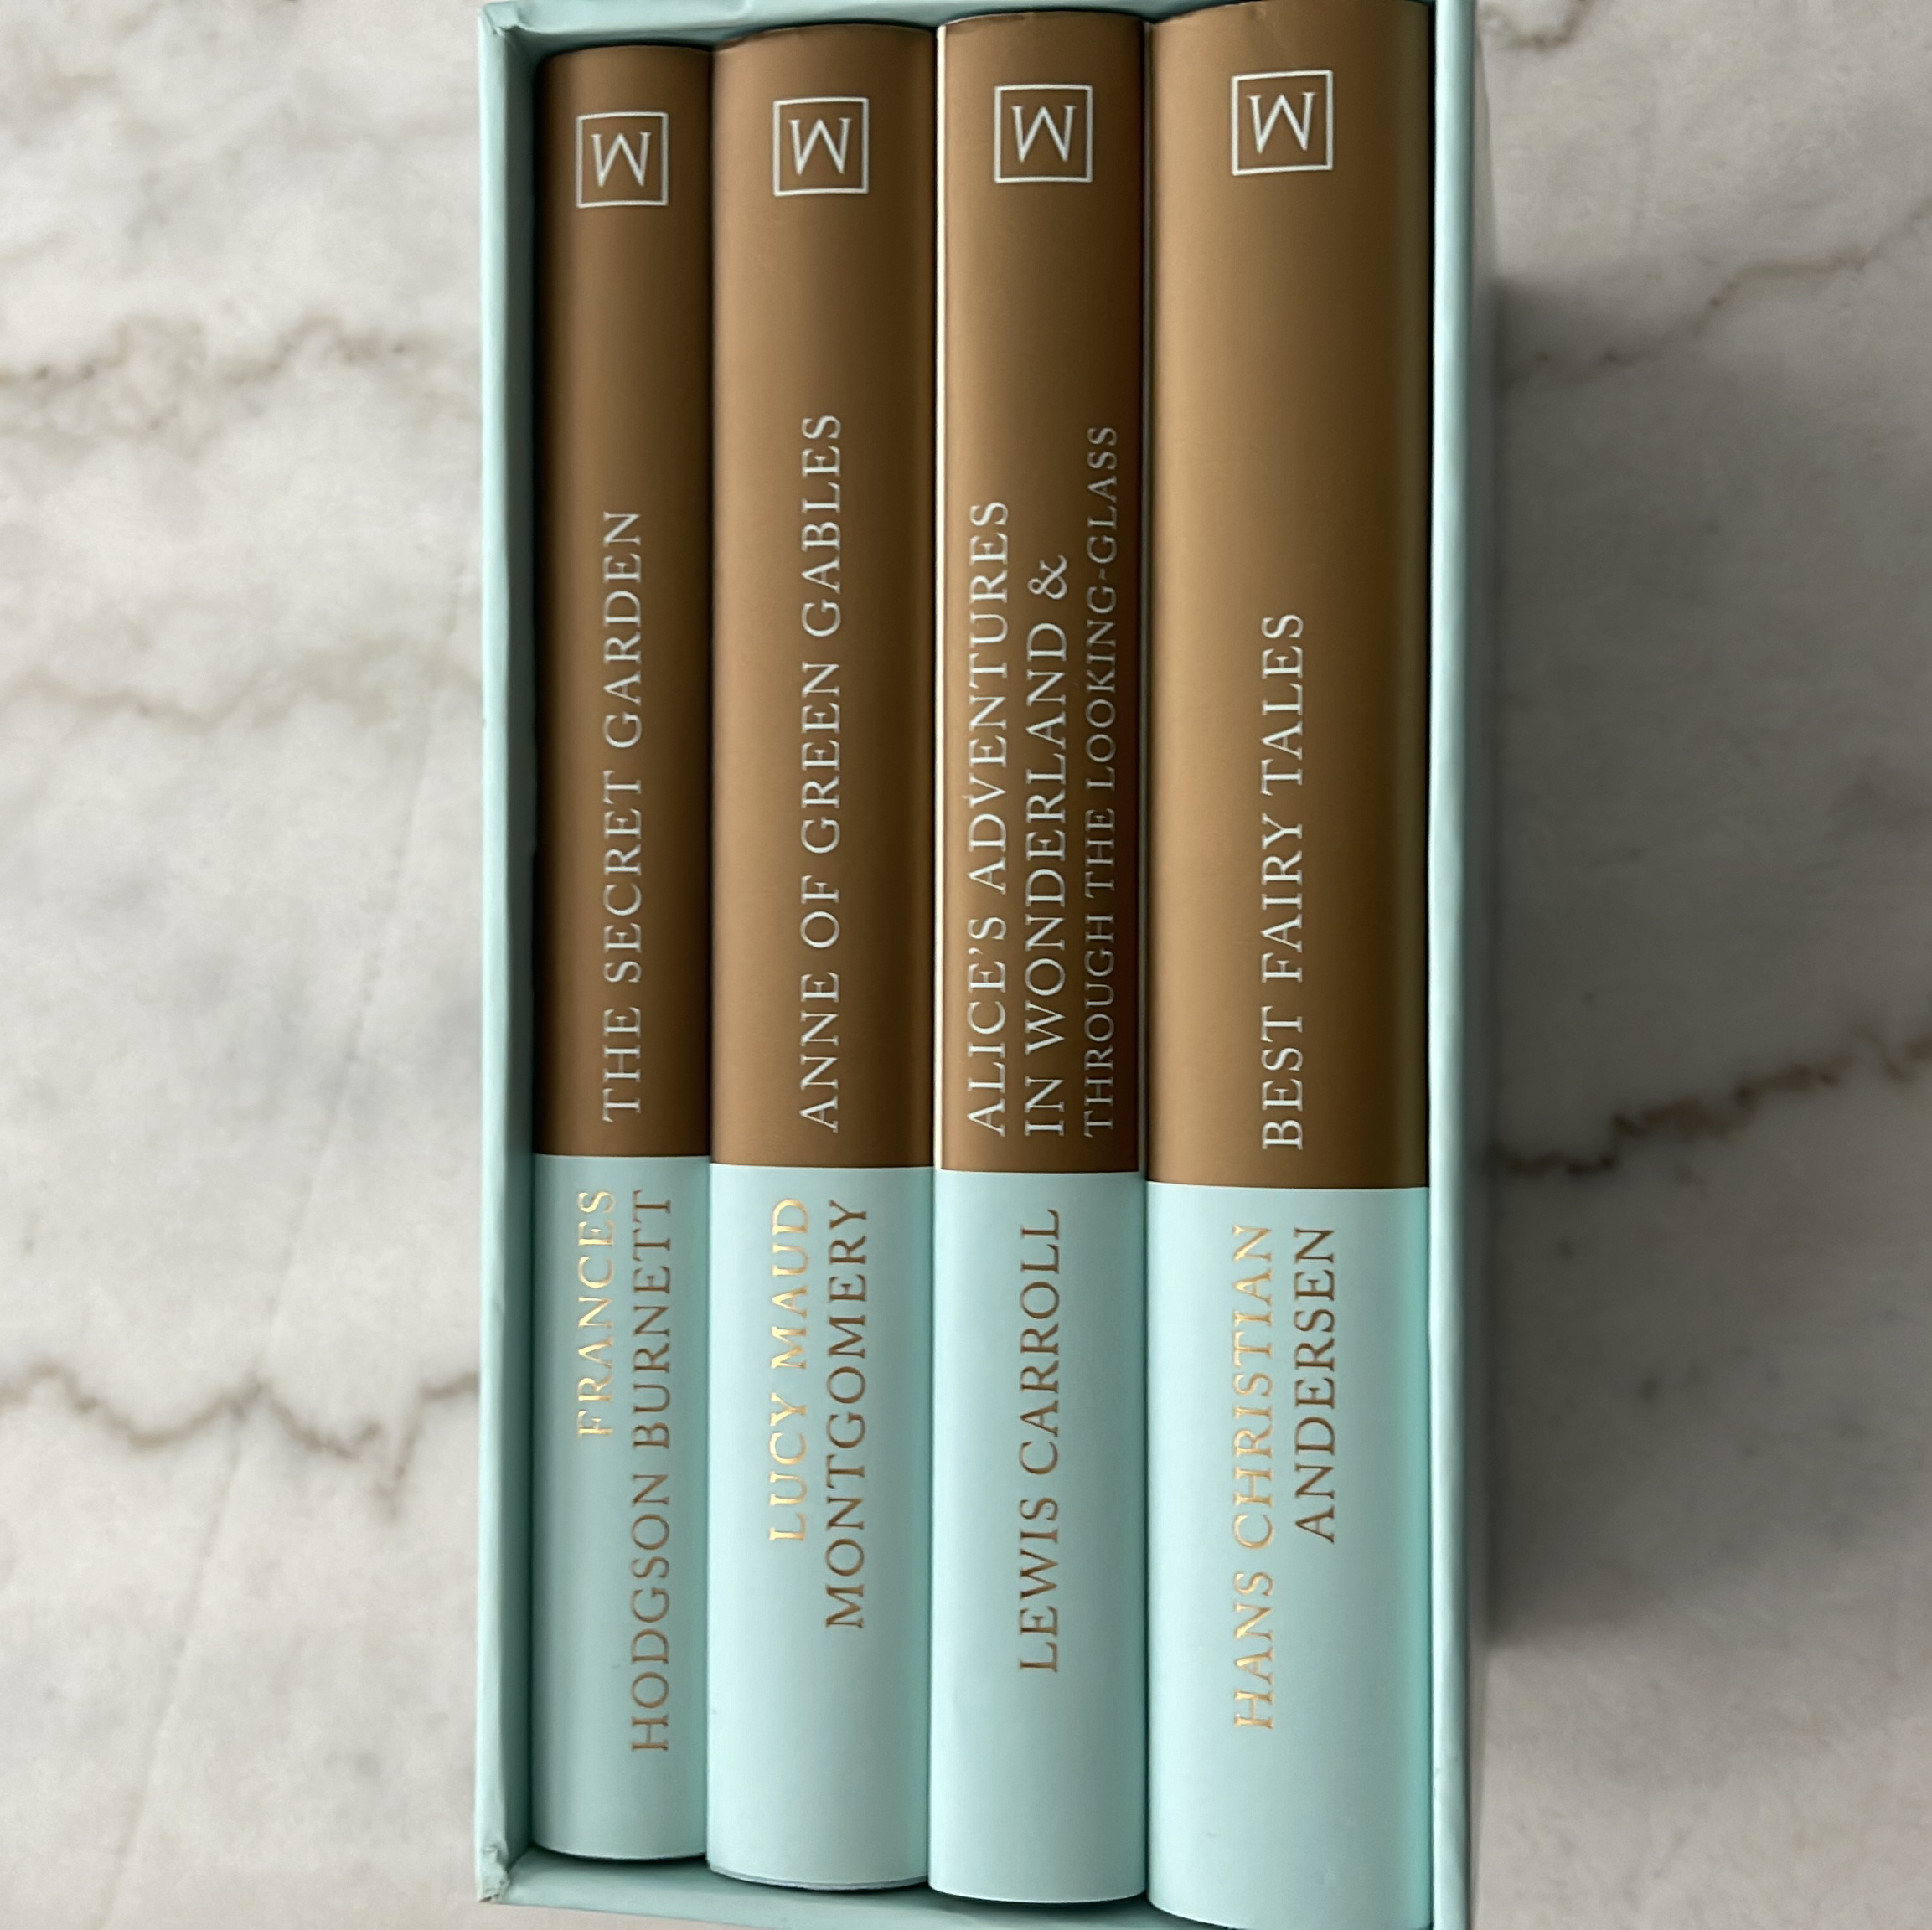 FRANCES
HODGSON BURNETT
THE SECRET GARDEN
M
LUCY MAUD
MONTGOMERY
ANNE OF GREEN GABLES
M
LEWIS CARROLL
ALICE'S ADVENTURES
IN WONDERLAND &
THROUGH THE LOOKING-GLASS
M
HANS CHRISTIAN
ANDERSEN
BEST FAIRY TALES
M